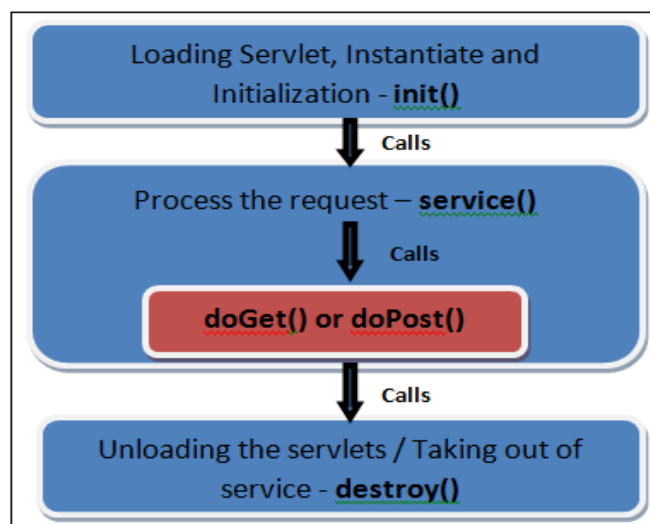 Loading Servlet, Instantiate and
Initialization - init()
Calls
Process the request – service()
Calls
doGet() or doPost()
Calls
Unloading the servlets / Taking out of
service - destroy()